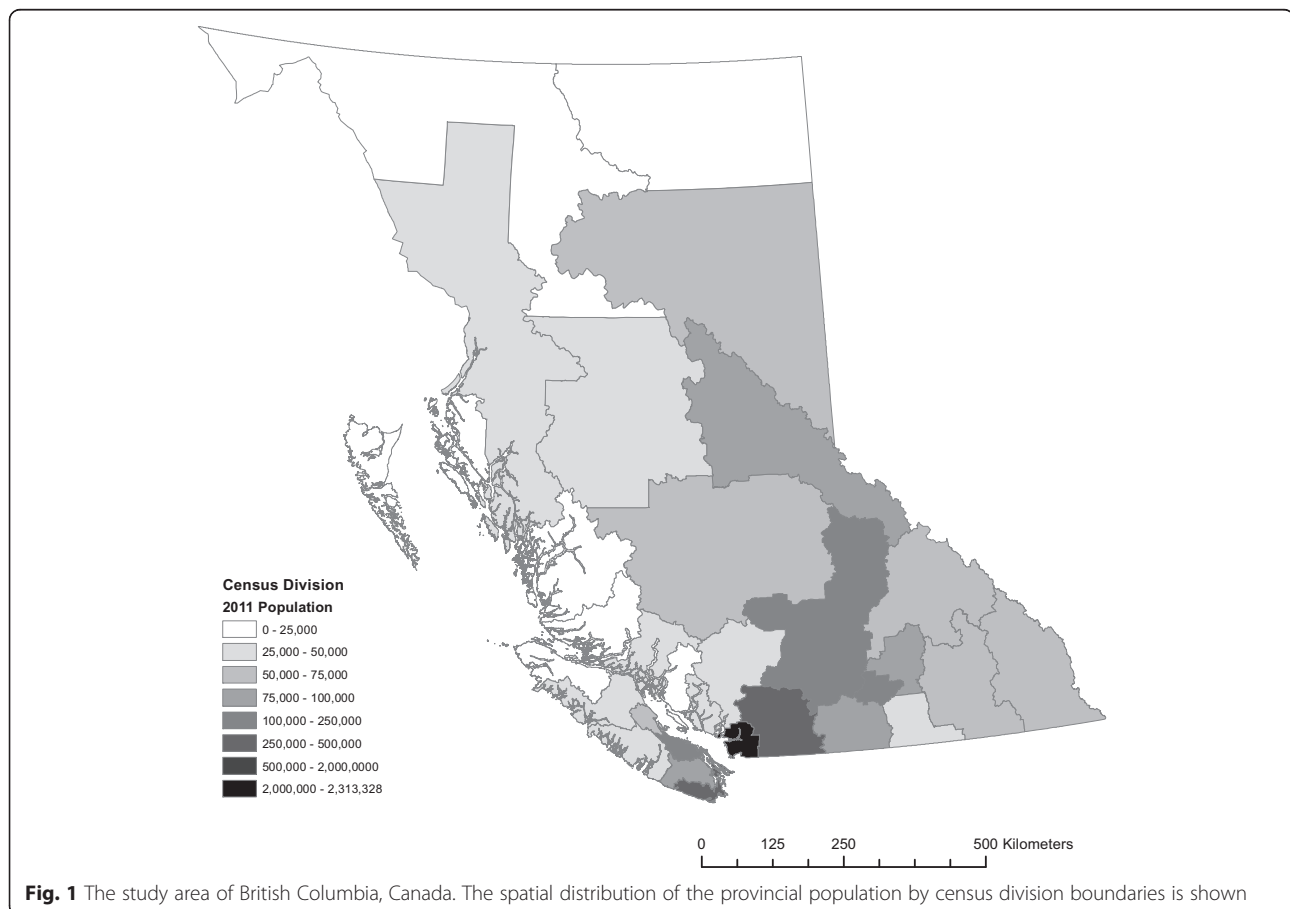 Census Division
2011 Population
0 - 25,000
25,000 - 50,000
50,000 - 75,000
75,000 - 100,000
100,000 - 250,000
250,000 - 500,000
500,000 - 2,000,0000
2,000,000 - 2,313,328
0 125 250 500 Kilometers
Fig. 1 The study area of British Columbia, Canada. The spatial distribution of the provincial population by census division boundaries is shown